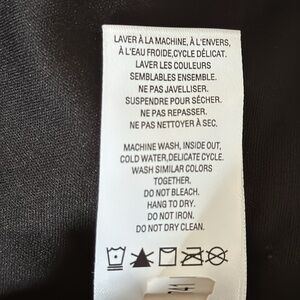 LAVER À LA MACHINE, À L'ENVERS,
À L'EAU FROIDE,CYCLE DÉLICAT.
LAVER LES COULEURS
SEMBLABLES ENSEMBLE.
NE PAS JAVELLISER.
SUSPENDRE POUR SÉCHER.
NE PAS REPASSER.
NE PAS NETTOYER À SEC.
MACHINE WASH, INSIDE OUT,
COLD WATER,DELICATE CYCLE.
WASH SIMILAR COLORS
TOGETHER.
DO NOT BLEACH.
HANG TO DRY.
DO NOT IRON.
DO NOT DRY CLEAN.